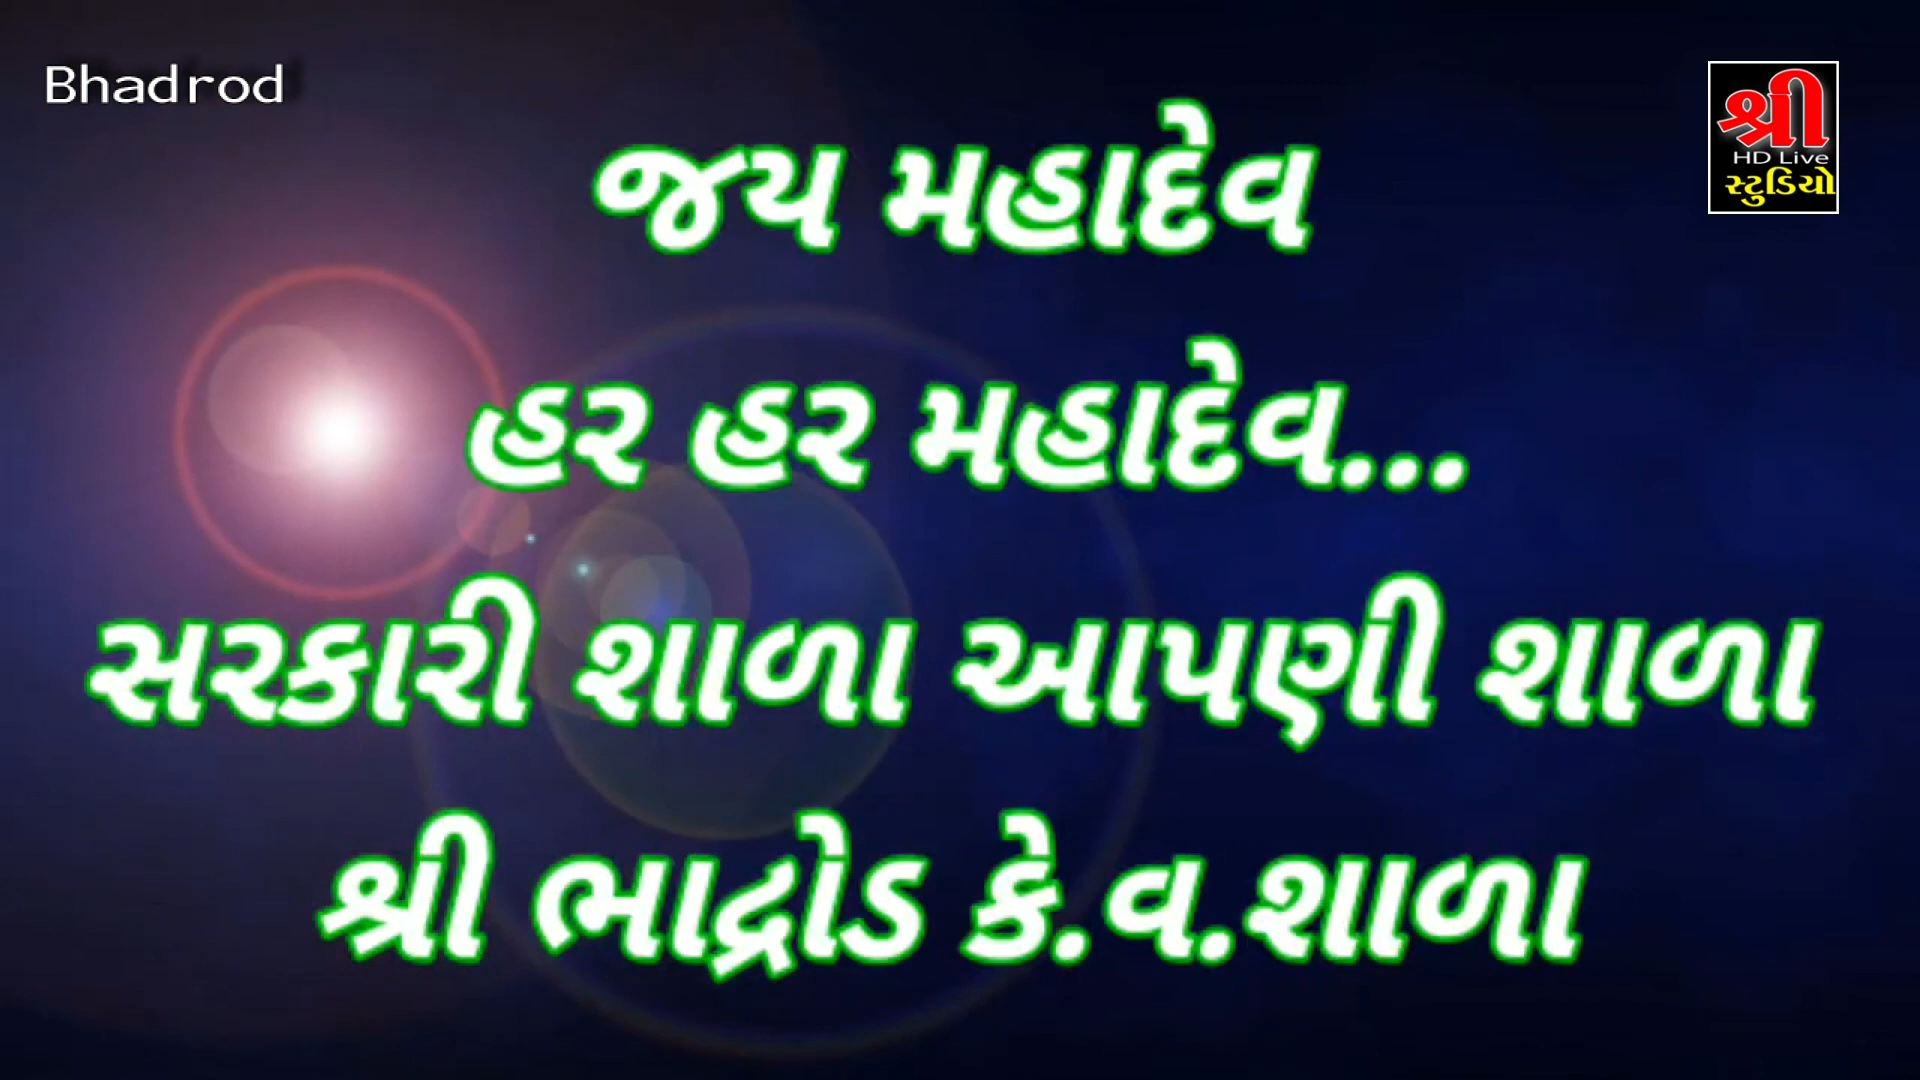 Bhadrod
શ્રી
HD Live
સ્ટુડિયો
જય મહાદેવ
હર હર મહાદેવ...
સરકારી શાળા આપણી શાળા
શ્રી ભાદ્રોડ કે.વ.શાળા